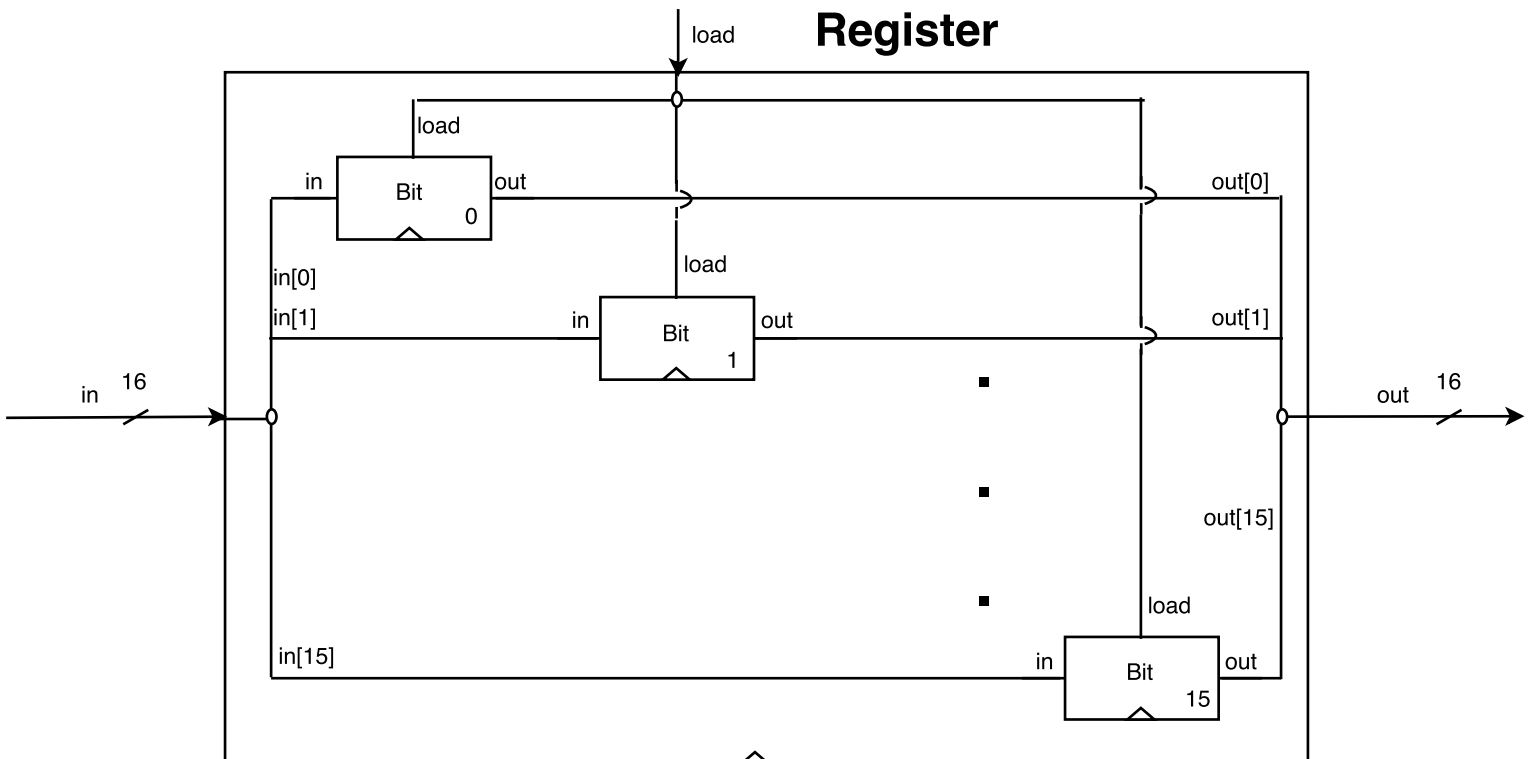 Register
load
load
in
Bit
out
out[0]
0
in[0]
load
in[1]
in
Bit
out
out[1]
1
in
16
out
16
out[15]
load
in[15]
in
Bit
out
15